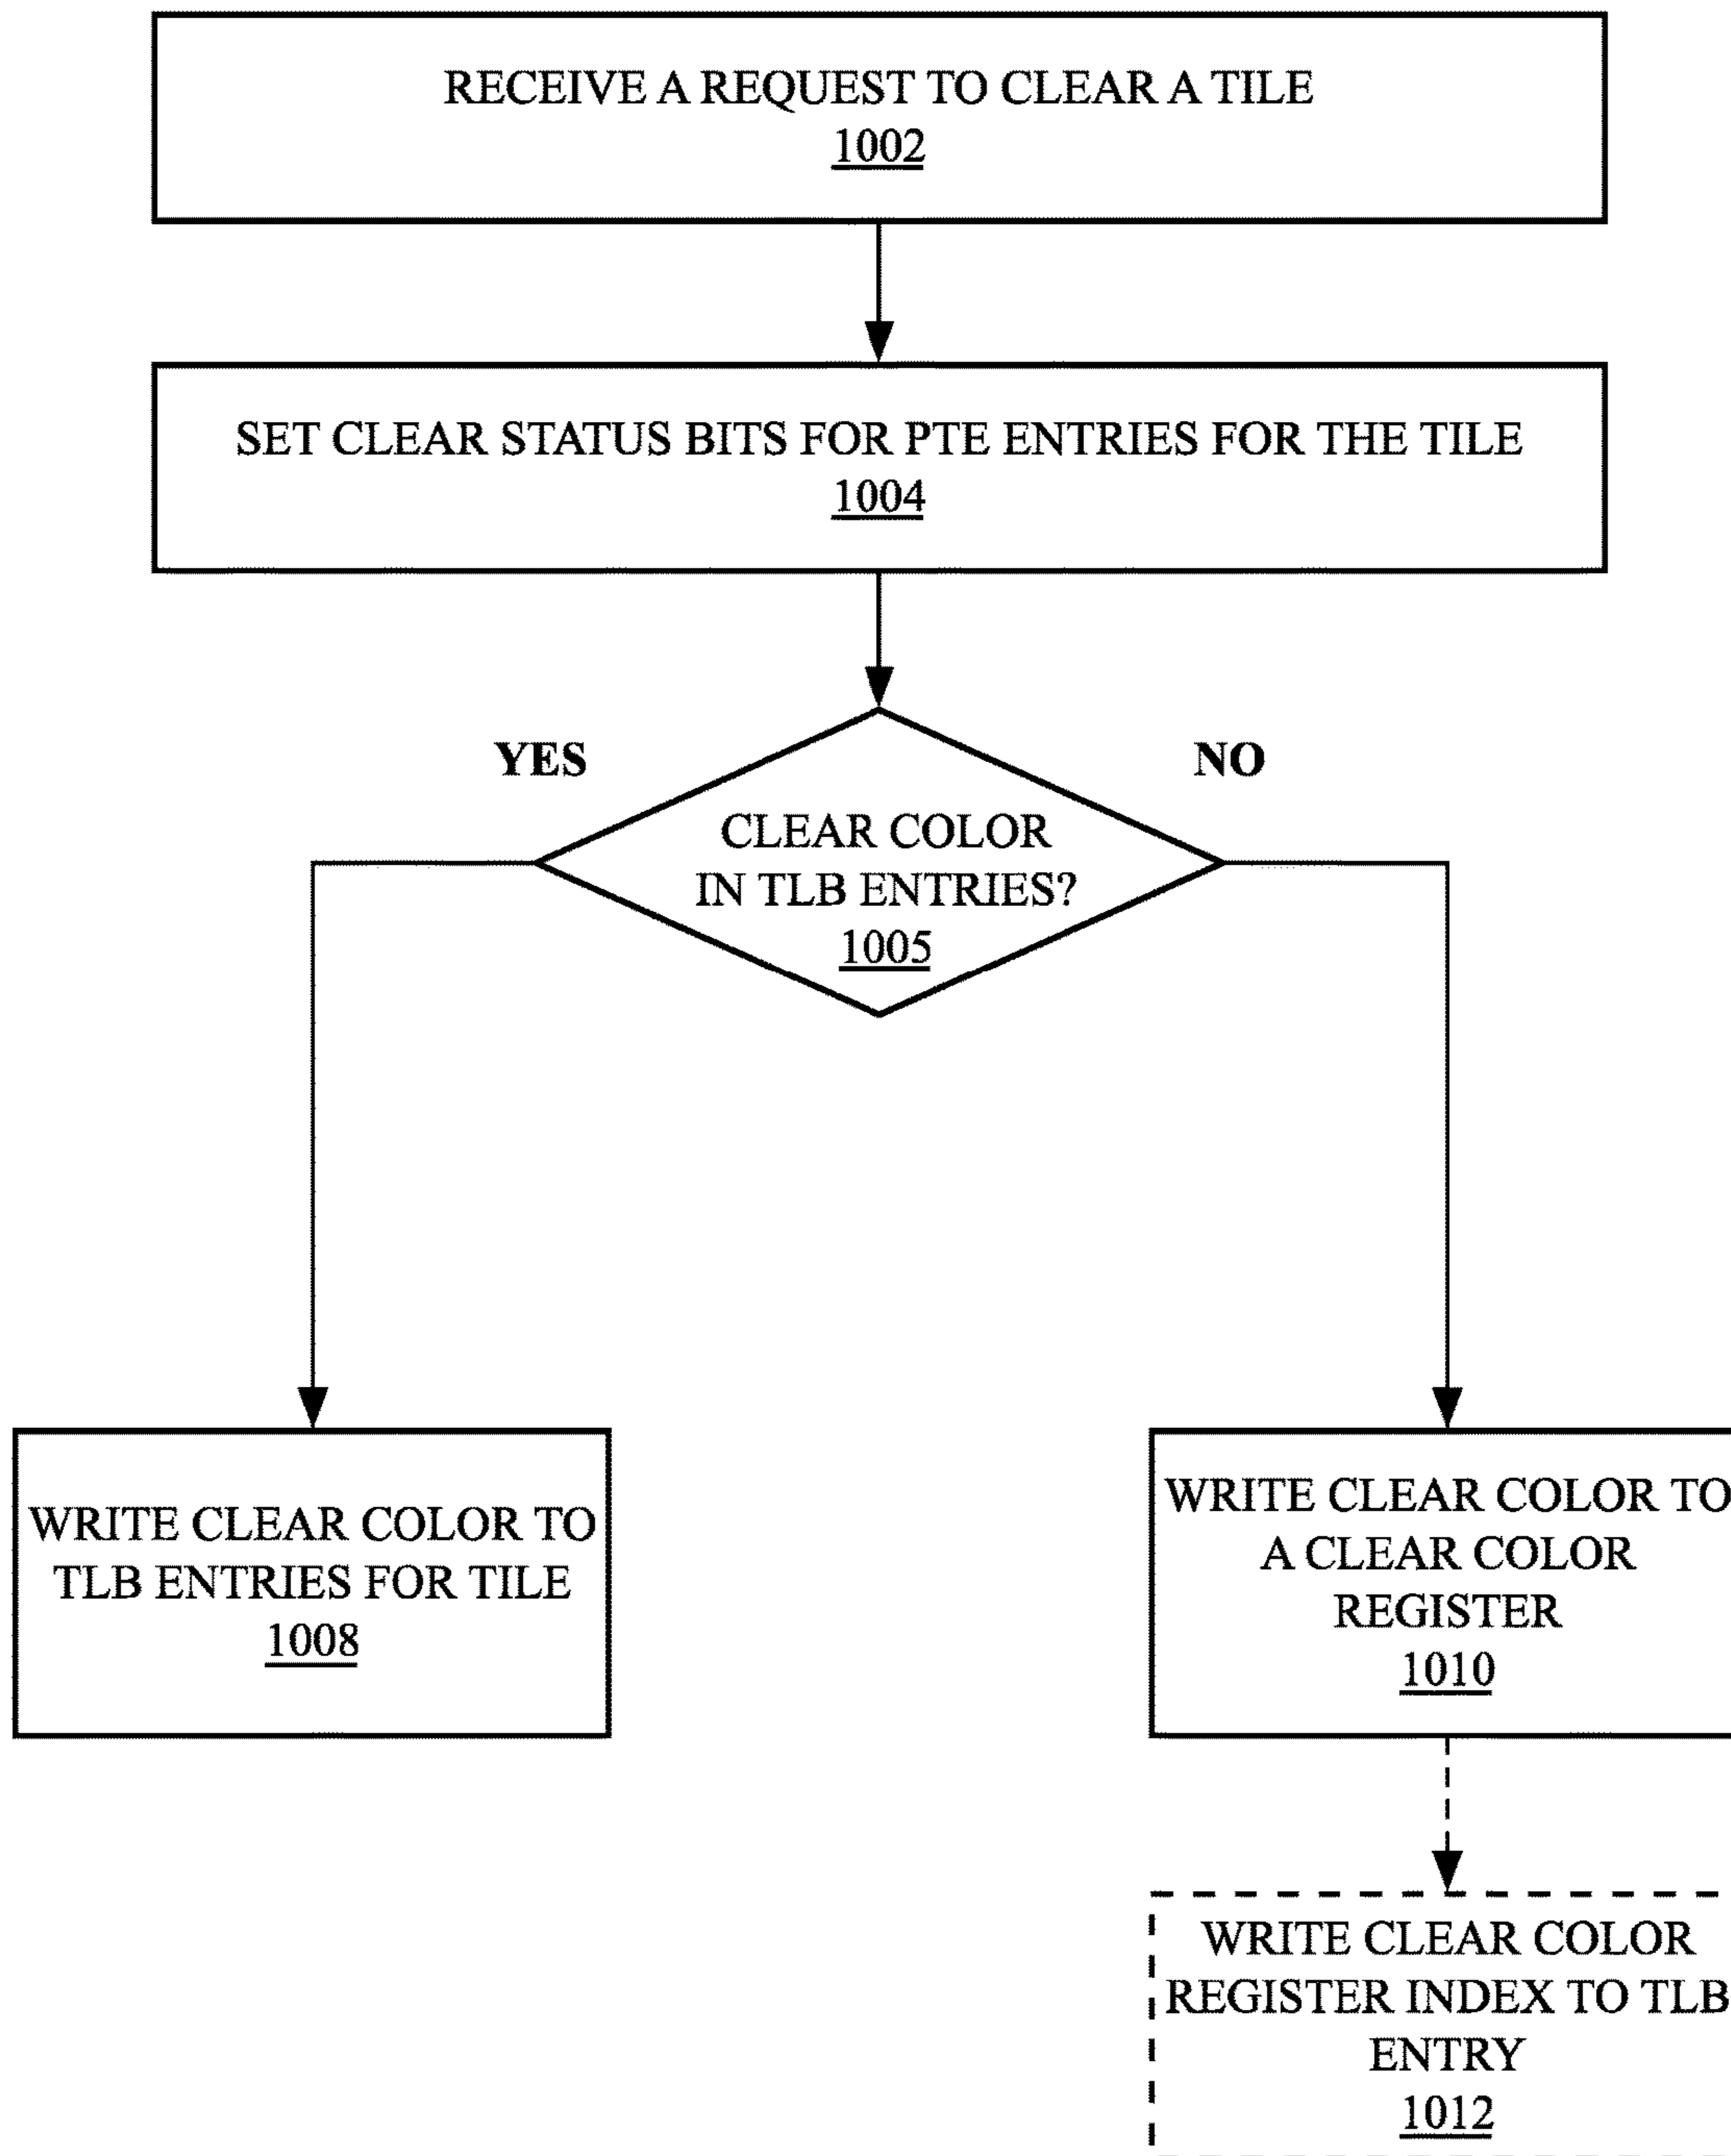 RECEIVE A REQUEST TO CLEAR A TILE
1002
SET CLEAR STATUS BITS FOR PTE ENTRIES FOR THE TILE
1004
YES
NO
CLEAR COLOR
IN TLB ENTRIES?
1005
WRITE CLEAR COLOR TO
TLB ENTRIES FOR TILE
1008
WRITE CLEAR COLOR TO
A CLEAR COLOR
REGISTER
1010
WRITE CLEAR COLOR
REGISTER INDEX TO TLB
ENTRY
1012